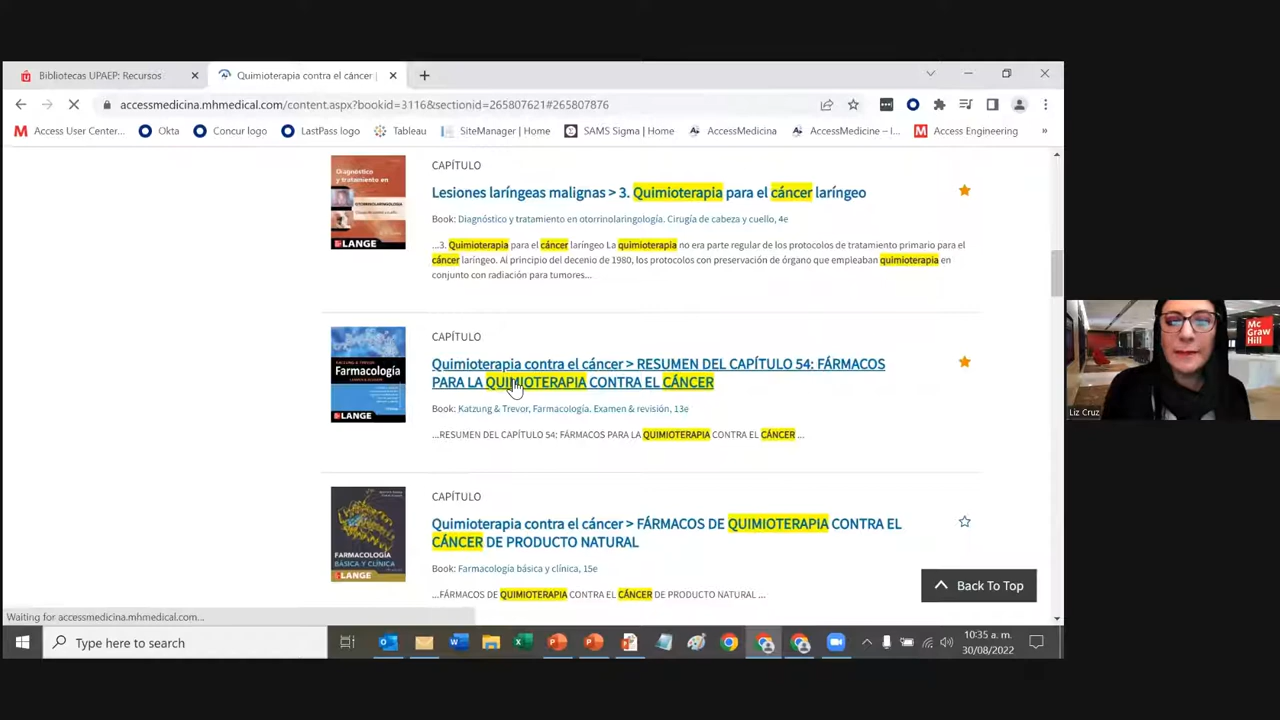 Bibliotecas UPAEP: Recursos
Quimioterapia contra el cáncer |
accessmedicina.mhmedical.com/content.aspx?bookid=3116&sectionid=265807621#265807876
Access User Center...
Okta
Concur logo
LastPass logo
Tableau
SiteManager | Home
SAMS Sigma | Home
AccessMedicina
AccessMedicine – I...
Access Engineering
»
CAPÍTULO
Diagnóstico
y tratamiento en
OTORRINOLARINGOLOGÍA
LANGE
Lesiones laríngeas malignas > 3. Quimioterapia para el cáncer laríngeo
Book: Diagnóstico y tratamiento en otorrinolaringología. Cirugía de cabeza y cuello, 4e
...3. Quimioterapia para el cáncer laríngeo La quimioterapia no era parte regular de los protocolos de tratamiento primario para el
cáncer laríngeo. Al principio del decenio de 1980, los protocolos con preservación de órgano que empleaban quimioterapia en
conjunto con radiación para tumores...
CAPÍTULO
KATZUNG & TREVOR
Farmacología
Quimioterapia contra el cáncer > RESUMEN DEL CAPÍTULO 54: FÁRMACOS
PARA LA QUIMIOTERAPIA CONTRA EL CÁNCER
Book: Katzung & Trevor, Farmacología. Examen & revisión, 13e
...RESUMEN DEL CAPÍTULO 54: FÁRMACOS PARA LA QUIMIOTERAPIA CONTRA EL CÁNCER ...
CAPÍTULO
FARMACOLOGÍA
BÁSICA Y CLÍNICA
LANGE
Quimioterapia contra el cáncer > FÁRMACOS DE QUIMIOTERAPIA CONTRA EL
CÁNCER DE PRODUCTO NATURAL
Book: Farmacología básica y clínica, 15e
...FÁRMACOS DE QUIMIOTERAPIA CONTRA EL CÁNCER DE PRODUCTO NATURAL ...
Back To Top
Waiting for accessmedicina.mhmedical.com...
Type here to search
10:35 a. m.
30/08/2022
Mc
Graw
Hill
Liz Cruz